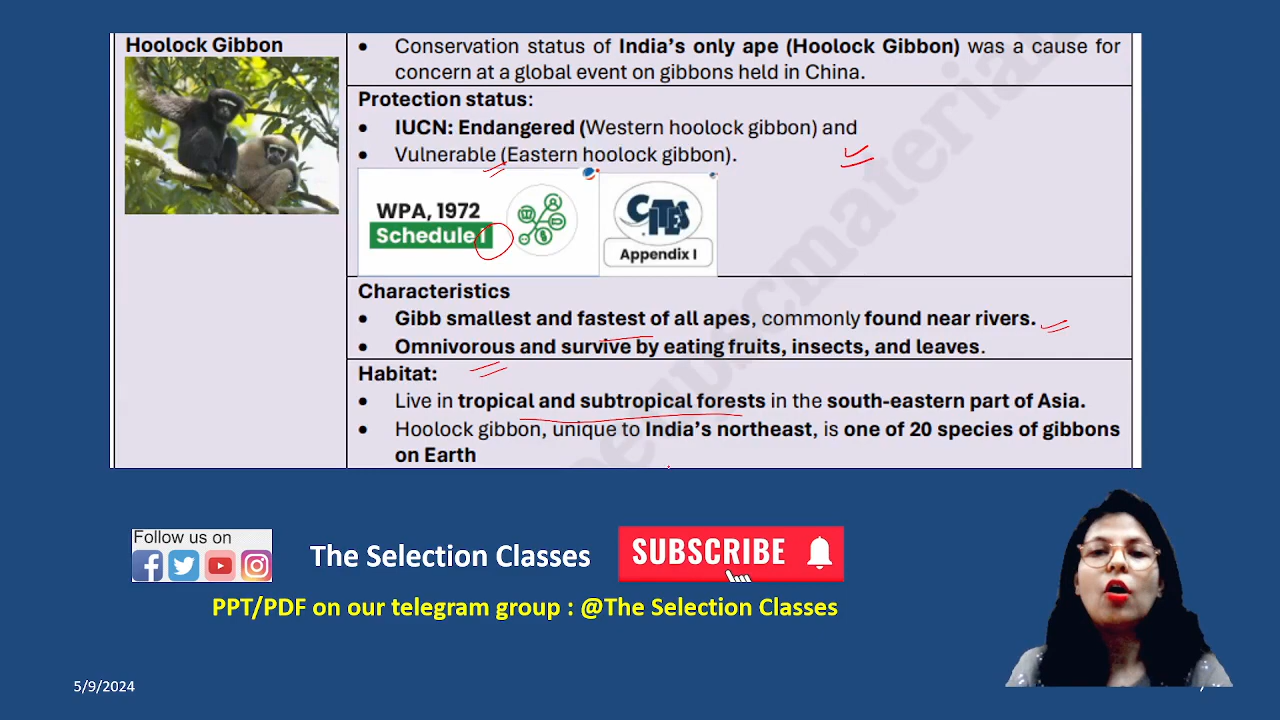 Hoolock Gibbon
• Conservation status of India's only ape (Hoolock Gibbon) was a cause for
concern at a global event on gibbons held in China.
Protection status:
• IUCN: Endangered (Western hoolock gibbon) and
• Vulnerable (Eastern hoolock gibbon).
WPA, 1972
Schedule I
CITES
Appendix I
Characteristics
• Gibb smallest and fastest of all apes, commonly found near rivers.
• Omnivorous and survive by eating fruits, insects, and leaves.
Habitat:
• Live in tropical and subtropical forests in the south-eastern part of Asia.
• Hoolock gibbon, unique to India's northeast, is one of 20 species of gibbons
on Earth
Follow us on
The Selection Classes
SUBSCRIBE
PPT/PDF on our telegram group : @The Selection Classes
5/9/2024